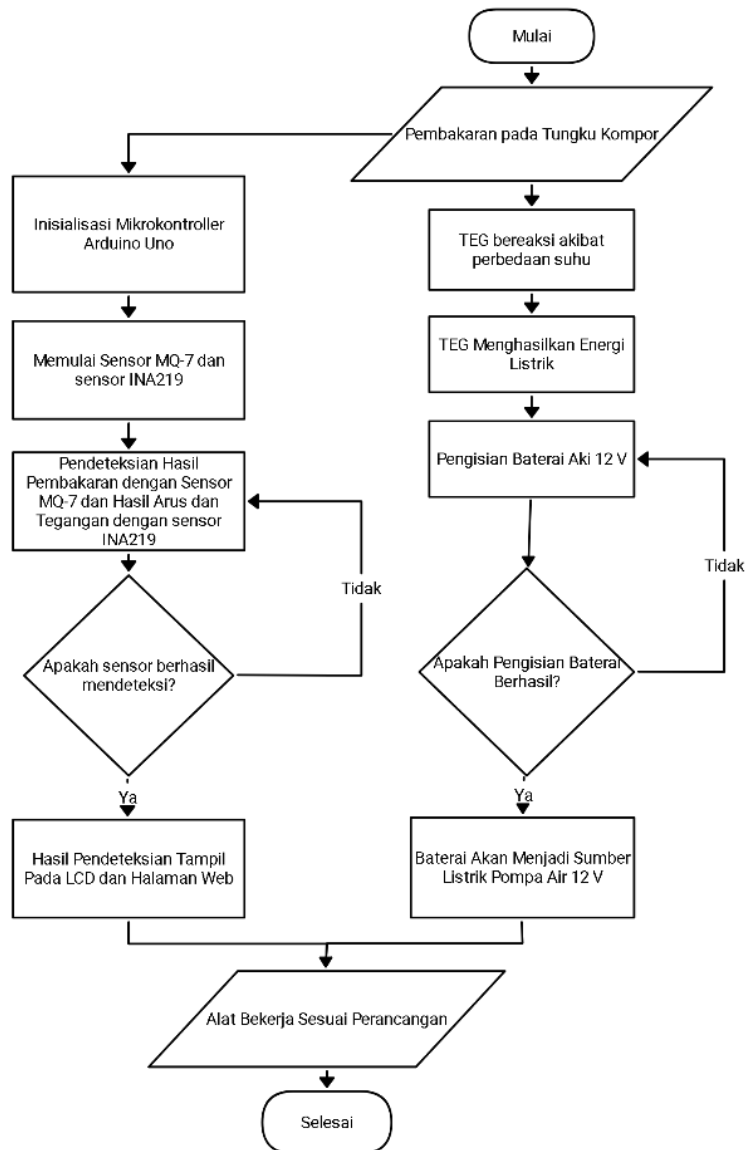 Mulai
Pembakaran pada Tungku Kompor
Inisialisasi Mikrokontroller
Arduino Uno
TEG bereaksi akibat
perbedaan suhu
Memulai Sensor MQ-7 dan
sensor INA219
TEG Menghasilkan Energi
Listrik
Pendeteksian Hasil
Pembakaran dengan Sensor
MQ-7 dan Hasil Arus dan
Tegangan dengan sensor
INA219
Pengisian Baterai Aki 12 V
Tidak
Tidak
Apakah sensor berhasil
mendeteksi?
Apakah Pengisian Baterai
Berhasil?
Ya
Ya
Hasil Pendeteksian Tampil
Pada LCD dan Halaman Web
Baterai Akan Menjadi Sumber
Listrik Pompa Air 12 V
Alat Bekerja Sesuai Perancangan
Selesai